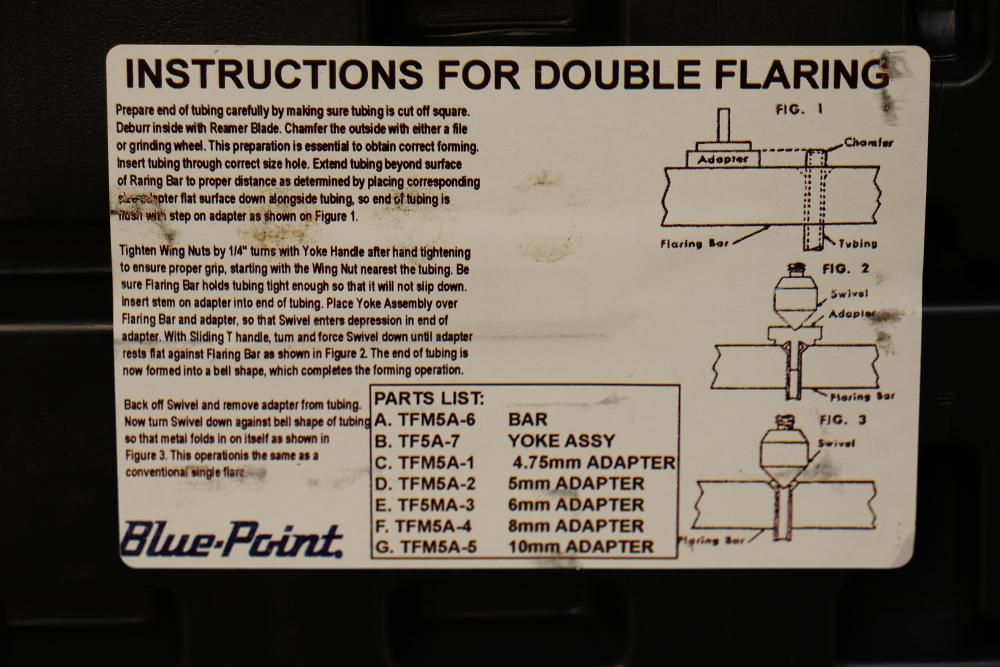 INSTRUCTIONS FOR DOUBLE FLARING
Prepare end of tubing carefully by making sure tubing is cut off square.
Deburr inside with Reamer Blade. Chamfer the outside with either a file
or grinding wheel. This preparation is essential to obtain correct forming.
Insert tubing through correct size hole. Extend tubing beyond surface
of Raring Bar to proper distance as determined by placing corresponding
size adapter flat surface down alongside tubing, so end of tubing is
flush with step on adapter as shown on Figure 1.
Tighten Wing Nuts by 1/4" turns with Yoke Handle after hand tightening
to ensure proper grip, starting with the Wing Nut nearest the tubing. Be
sure Flaring Bar holds tubing tight enough so that it will not slip down.
Insert stem on adapter into end of tubing. Place Yoke Assembly over
Flaring Bar and adapter, so that Swivel enters depression in end of
adapter. With Sliding T handle, turn and force Swivel down until adapter
rests flat against Flaring Bar as shown in Figure 2. The end of tubing is
now formed into a bell shape, which completes the forming operation.
Back off Swivel and remove adapter from tubing.
Now turn Swivel down against bell shape of tubing
so that metal folds in on itself as shown in
Figure 3. This operationis the same as a
conventional single flare
Blue-Point.
PARTS LIST:
A. TFM5A-6 BAR
B. TF5A-7 YOKE ASSY
C. TFM5A-1 4.75mm ADAPTER
D. TFM5A-2 5mm ADAPTER
E. TF5MA-3 6mm ADAPTER
F. TFM5A-4 8mm ADAPTER
G. TFM5A-5 10mm ADAPTER
FIG. 1
Chamfer
Adapter
Flaring Bar
Tubing
FIG. 2
Swivel
Adapter
Flaring Bar
FIG. 3
Swivel
Flaring Bar